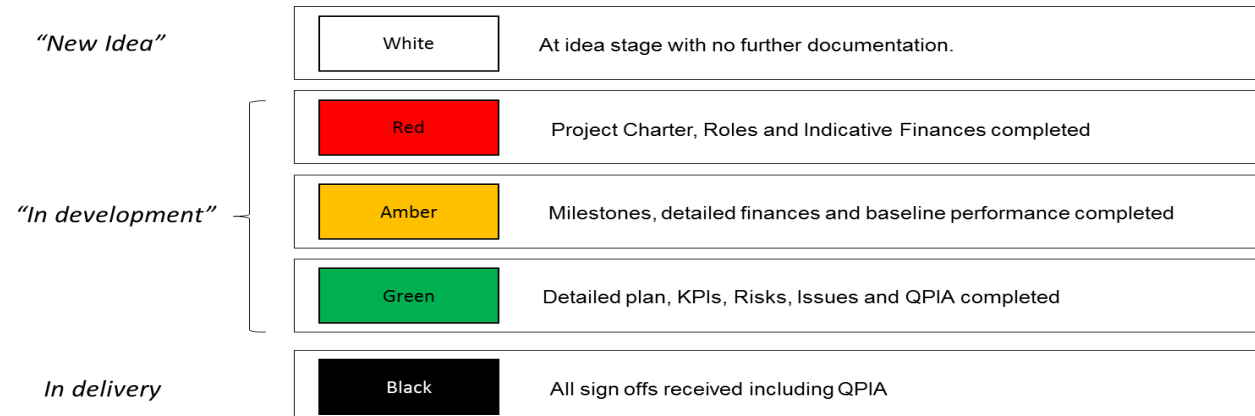 “New Idea”
White
At idea stage with no further documentation.
Red
Project Charter, Roles and Indicative Finances completed
“In development”
Amber
Milestones, detailed finances and baseline performance completed
Green
Detailed plan, KPIs, Risks, Issues and QPIA completed
In delivery
Black
All sign offs received including QPIA